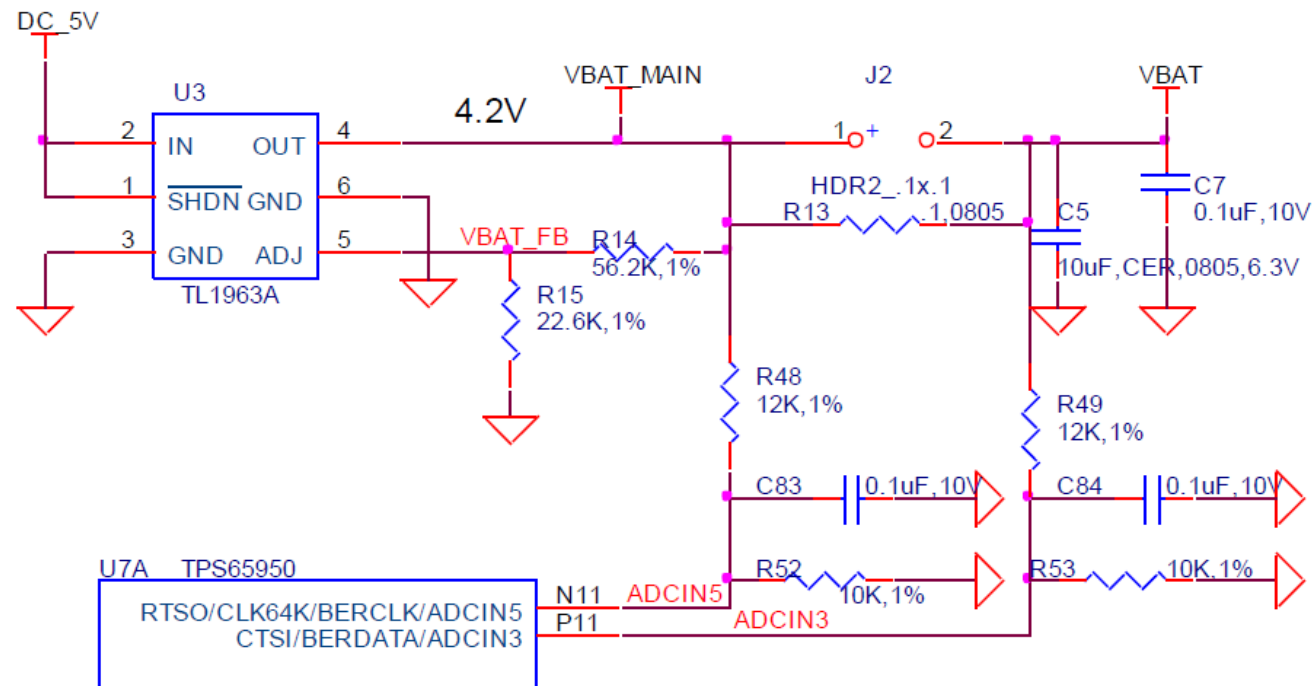 DC_5V
U3
4.2V
VBAT_MAIN
J2
VBAT
2
IN
OUT
4
1
+
2
1
SHDN
GND
6
3
GND
ADJ
5
TL1963A
VBAT_FB
R14
56.2K,1%
R15
22.6K,1%
HDR2_.1x.1
R13
.1,0805
C5
10uF,CER,0805,6.3V
C7
0.1uF,10V
R48
12K,1%
R49
12K,1%
C83
0.1uF,10V
C84
0.1uF,10V
R52
10K,1%
R53
10K,1%
U7A
TPS65950
RTSO/CLK64K/BERCLK/ADCIN5
N11
ADCIN5
CTSI/BERDATA/ADCIN3
P11
ADCIN3